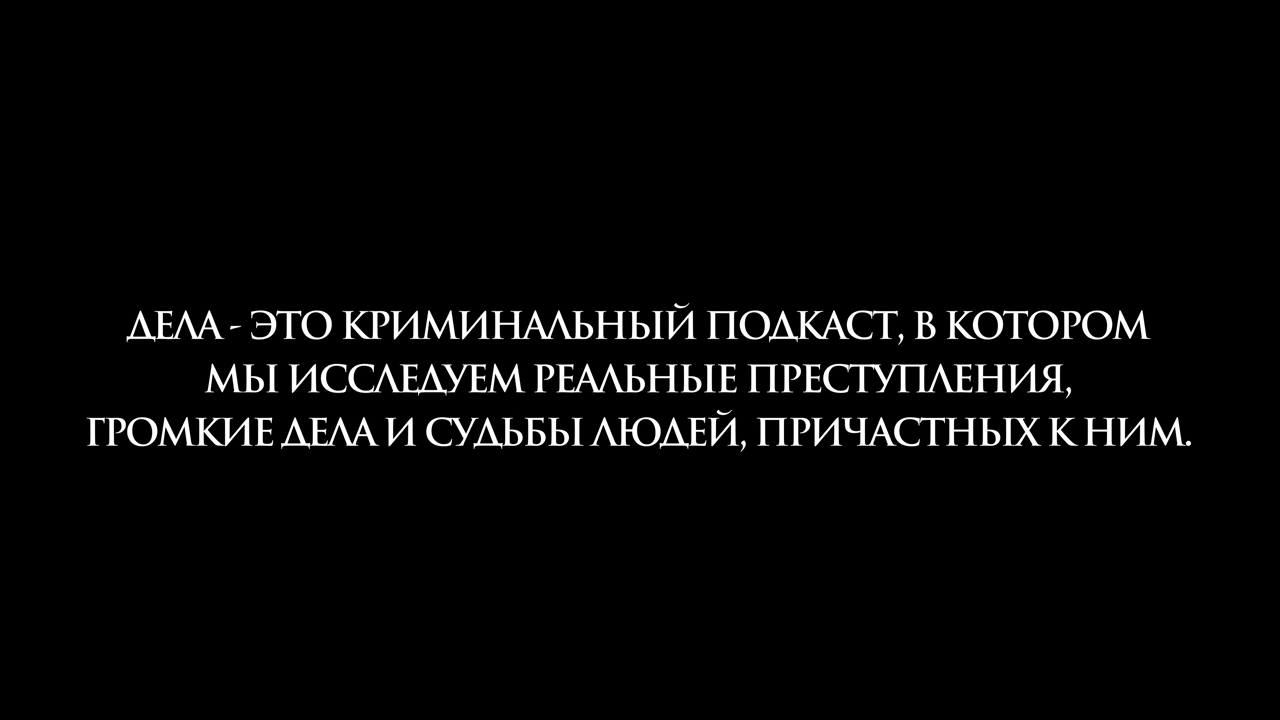 ДЕЛА - ЭТО КРИМИНАЛЬНЫЙ ПОДКАСТ, В КОТОРОМ
МЫ ИССЛЕДУЕМ РЕАЛЬНЫЕ ПРЕСТУПЛЕНИЯ,
ГРОМКИЕ ДЕЛА И СУДЬБЫ ЛЮДЕЙ, ПРИЧАСТНЫХ К НИМ.